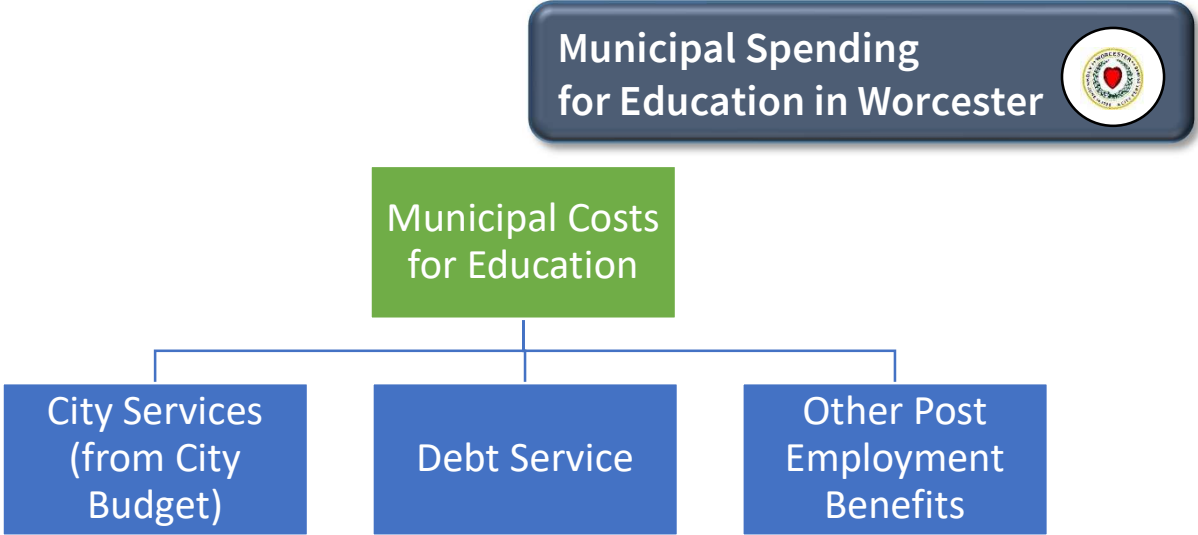 Municipal Spending
for Education in Worcester
Municipal Costs
for Education
City Services
(from City
Budget)
Debt Service
Other Post
Employment
Benefits